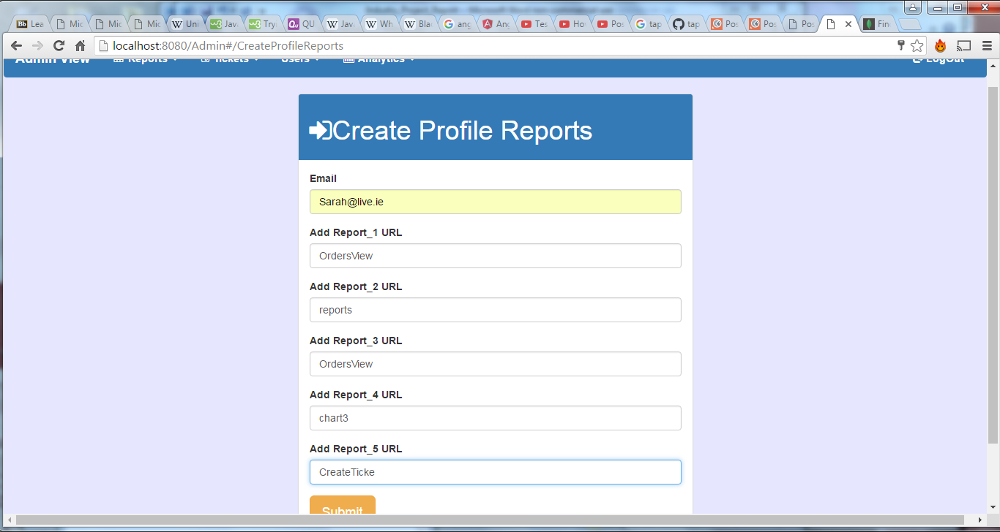 Lea
Mic
Mic
Mic
Uni
Jav
Try
QU
Jav
Wh
Bla
ang
Ang
Tes
Ho
Pos
tap
tap
Pos
Pos
Pos
Fin
localhost:8080/Admin#/CreateProfileReports
Admin View Reports Tickets Users Analytics LogOut
Create Profile Reports
Email
Sarah@live.ie
Add Report_1 URL
OrdersView
Add Report_2 URL
reports
Add Report_3 URL
OrdersView
Add Report_4 URL
chart3
Add Report_5 URL
CreateTicke
Submit